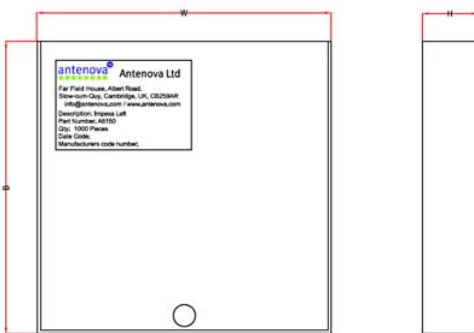 W
H
B
antenova Antenova Ltd
Far Field House, Albert Road,
Stow-cum-Quy, Cambridge, UK, CB259AR
info@antenova.com / www.antenova.com
Description: Impexa Left
Part Number: A6150
Qty: 1000 Pieces
Date Code:
Manufacturers code number: